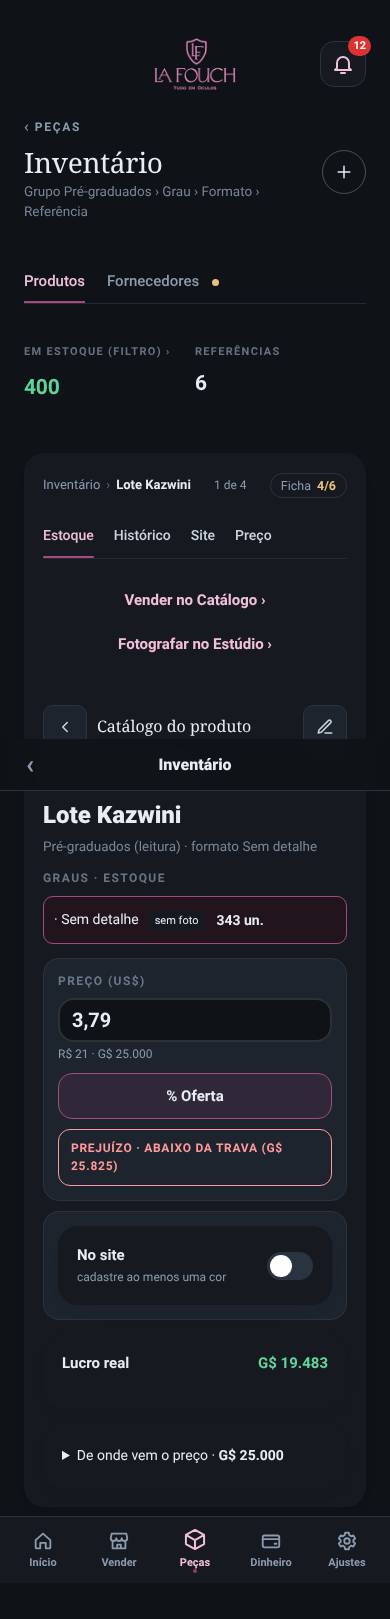 LF
LA FOUCH
TUDO EM ÓCULOS
12
‹ PEÇAS
Inventário
Grupo Pré-graduados › Grau › Formato ›
Referência
+
Produtos Fornecedores
EM ESTOQUE (FILTRO) › REFERÊNCIAS
400 6
Inventário › Lote Kazwini 1 de 4 Ficha 4/6
Estoque Histórico Site Preço
Vender no Catálogo ›
Fotografar no Estúdio ›
Catálogo do produto
‹ Inventário
Lote Kazwini
Pré-graduados (leitura) · formato Sem detalhe
GRAUS · ESTOQUE
· Sem detalhe sem foto 343 un.
PREÇO (US$)
3,79
R$ 21 · G$ 25.000
% Oferta
PREJUÍZO · ABAIXO DA TRAVA (G$
25.825)
No site
cadastre ao menos uma cor
Lucro real G$ 19.483
▶ De onde vem o preço · G$ 25.000
Início Vender Peças Dinheiro Ajustes